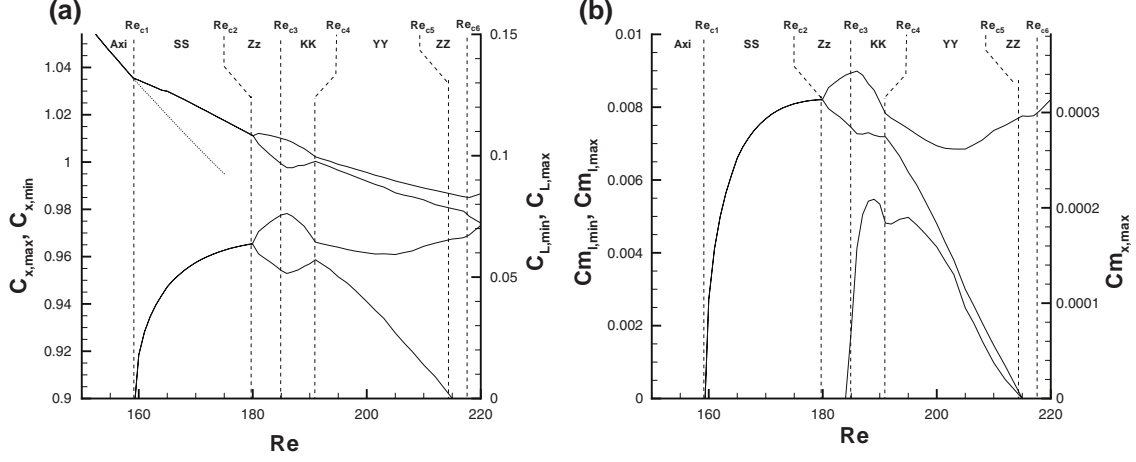 (a)
Re_c1 Re_c2 Re_c3 Re_c4 Re_c5 Re_c6
Axi SS Zz KK YY ZZ
1.04
1.02
1
0.98
0.96
0.94
0.92
0.9
C_x,max, C_x,min
0.15
0.1
0.05
0
C_L,min, C_L,max
160 180 200 220
Re
(b)
Re_c1 Re_c2 Re_c3 Re_c4 Re_c5 Re_c6
Axi SS Zz KK YY ZZ
0.01
0.008
0.006
0.004
0.002
0
Cm_l,min, Cm_l,max
0.0003
0.0002
0.0001
0
Cm_x,max
160 180 200 220
Re